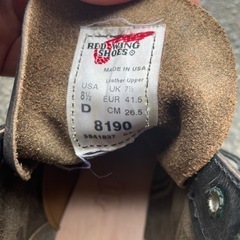 RED WING
SHOES
MADE IN USA
Leather Upper
USA UK 7½
8½ EUR 41.5
D CM 26.5
8190